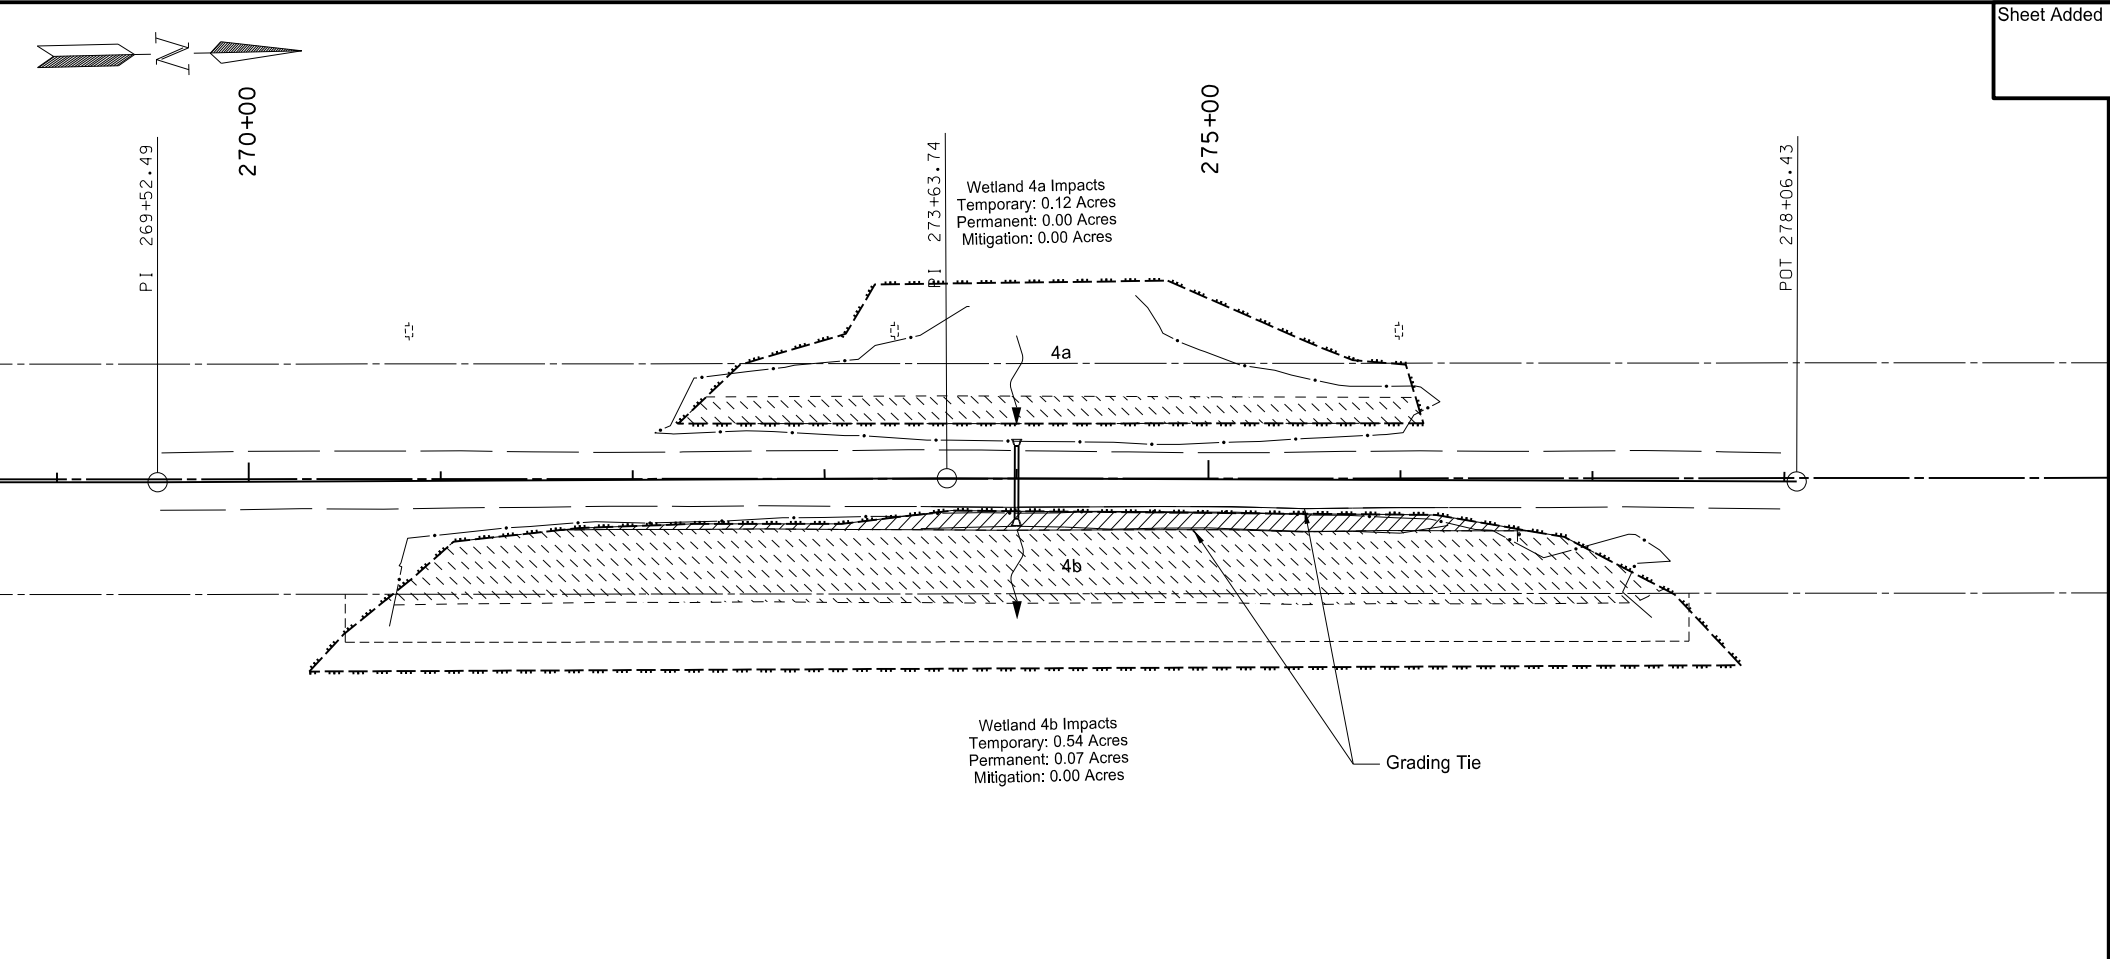 Sheet Added
N
270+00
275+00
PI 269+52.49
PI 273+63.74
POT 278+06.43
Wetland 4a Impacts
Temporary: 0.12 Acres
Permanent: 0.00 Acres
Mitigation: 0.00 Acres
4a
4b
Wetland 4b Impacts
Temporary: 0.54 Acres
Permanent: 0.07 Acres
Mitigation: 0.00 Acres
Grading Tie